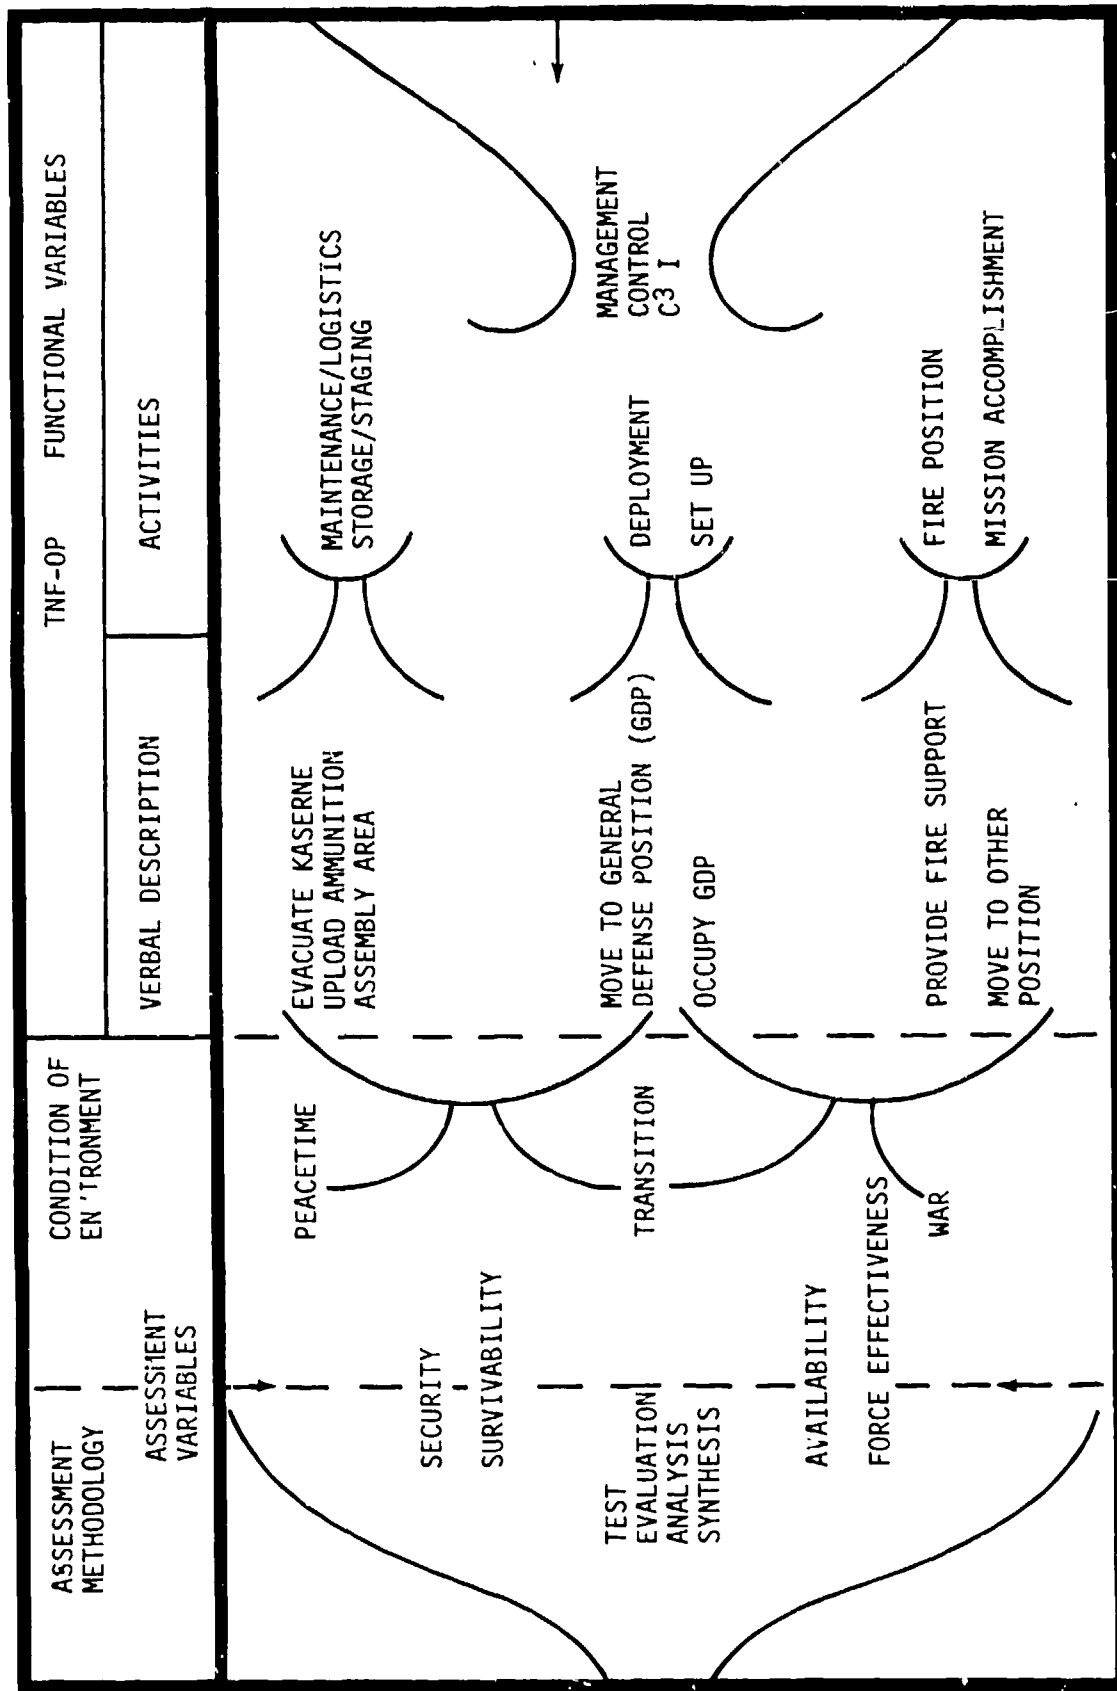 ASSESSMENT
METHODOLOGY
ASSESSMENT
VARIABLES
CONDITION OF
EN'TRONMENT
TNF-OP FUNCTIONAL VARIABLES
VERBAL DESCRIPTION
ACTIVITIES
TEST
EVALUATION
ANALYSIS
SYNTHESIS
SECURITY
SURVIVABILITY
AVAILABILITY
FORCE EFFECTIVENESS
PEACETIME
TRANSITION
WAR
EVACUATE KASERNE
UPLOAD AMMUNITION
ASSEMBLY AREA
MOVE TO GENERAL
DEFENSE POSITION (GDP)
OCCUPY GDP
PROVIDE FIRE SUPPORT
MOVE TO OTHER
POSITION
MAINTENANCE/LOGISTICS
STORAGE/STAGING
DEPLOYMENT
SET UP
FIRE POSITION
MISSION ACCOMPLISHMENT
MANAGEMENT
CONTROL
C3 I